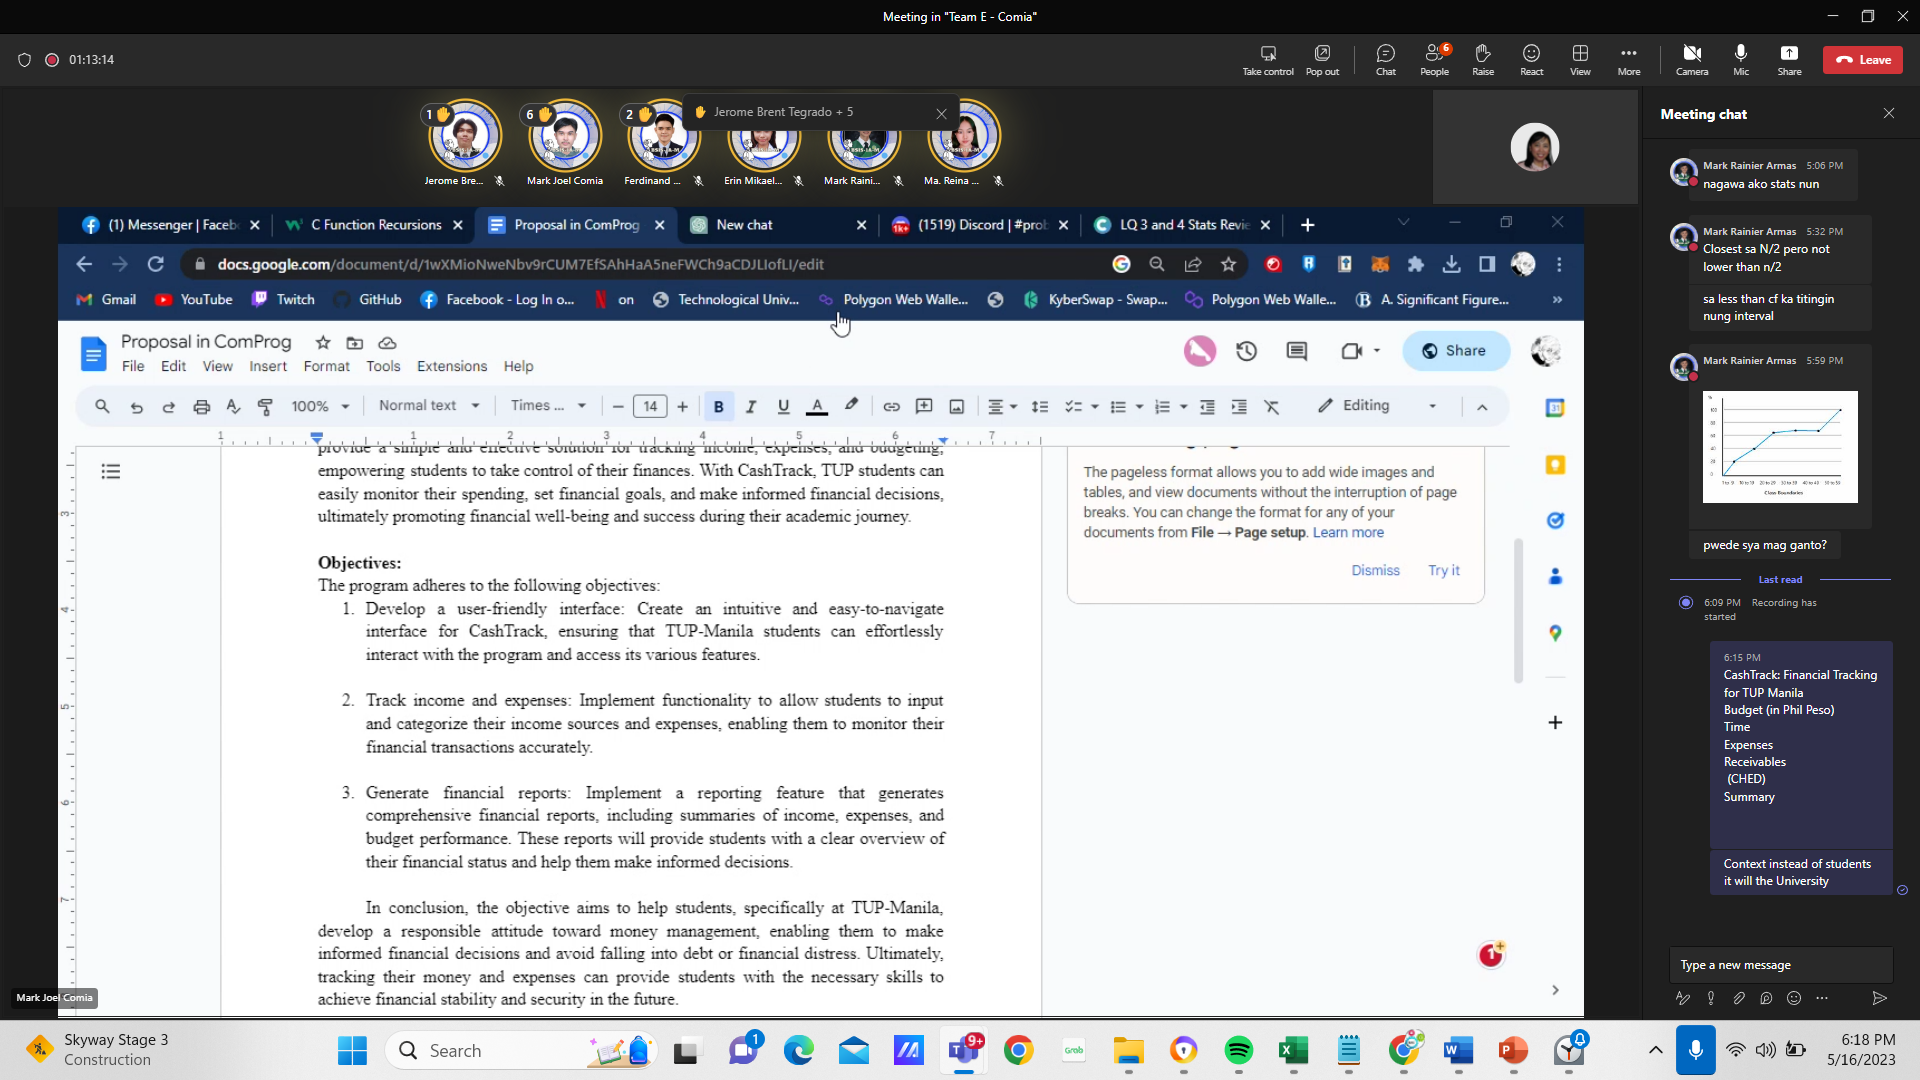 Meeting in "Team E - Comia"
01:13:14
Take control
Pop out
Chat
6
People
Raise
React
View
More
Camera
Mic
Share
Leave
1
6
2
Jerome Brent Tegrado + 5
Jerome Bre...
Mark Joel Comia
Ferdinand ...
Erin Mikael...
Mark Raini...
Ma. Reina ...
(1) Messenger | Faceb
C Function Recursions
Proposal in ComProg
New chat
(1519) Discord | #prob
LQ 3 and 4 Stats Revie
docs.google.com/document/d/1wXMioNweNbv9rCUM7EfSAhHaA5neFWCh9aCDJLIofLI/edit
Gmail
YouTube
Twitch
GitHub
Facebook - Log In o...
on
Technological Univ...
Polygon Web Walle...
KyberSwap - Swap...
Polygon Web Walle...
A. Significant Figure...
Proposal in ComProg
File Edit View Insert Format Tools Extensions Help
Share
100%
Normal text
Times ...
14
Editing
provide a simple and effective solution for tracking income, expenses, and budgeting,
empowering students to take control of their finances. With CashTrack, TUP students can
easily monitor their spending, set financial goals, and make informed financial decisions,
ultimately promoting financial well-being and success during their academic journey.
Objectives:
The program adheres to the following objectives:
1. Develop a user-friendly interface: Create an intuitive and easy-to-navigate
interface for CashTrack, ensuring that TUP-Manila students can effortlessly
interact with the program and access its various features.
2. Track income and expenses: Implement functionality to allow students to input
and categorize their income sources and expenses, enabling them to monitor their
financial transactions accurately.
3. Generate financial reports: Implement a reporting feature that generates
comprehensive financial reports, including summaries of income, expenses, and
budget performance. These reports will provide students with a clear overview of
their financial status and help them make informed decisions.
In conclusion, the objective aims to help students, specifically at TUP-Manila,
develop a responsible attitude toward money management, enabling them to make
informed financial decisions and avoid falling into debt or financial distress. Ultimately,
tracking their money and expenses can provide students with the necessary skills to
achieve financial stability and security in the future.
The pageless format allows you to add wide images and
tables, and view documents without the interruption of page
breaks. You can change the format for any of your
documents from File → Page setup. Learn more
Dismiss
Try it
Mark Joel Comia
Meeting chat
Mark Rainier Armas 5:06 PM
nagawa ako stats nun
Mark Rainier Armas 5:32 PM
Closest sa N/2 pero not
lower than n/2
sa less than cf ka titingin
nung interval
Mark Rainier Armas 5:59 PM
Class Boundaries
pwede sya mag ganto?
Last read
6:09 PM Recording has
started
6:15 PM
CashTrack: Financial Tracking
for TUP Manila
Budget (in Phil Peso)
Time
Expenses
Receivables
(CHED)
Summary
Context instead of students
it will the University
Type a new message
Skyway Stage 3
Construction
Search
1
9+
Grab
6:18 PM
5/16/2023